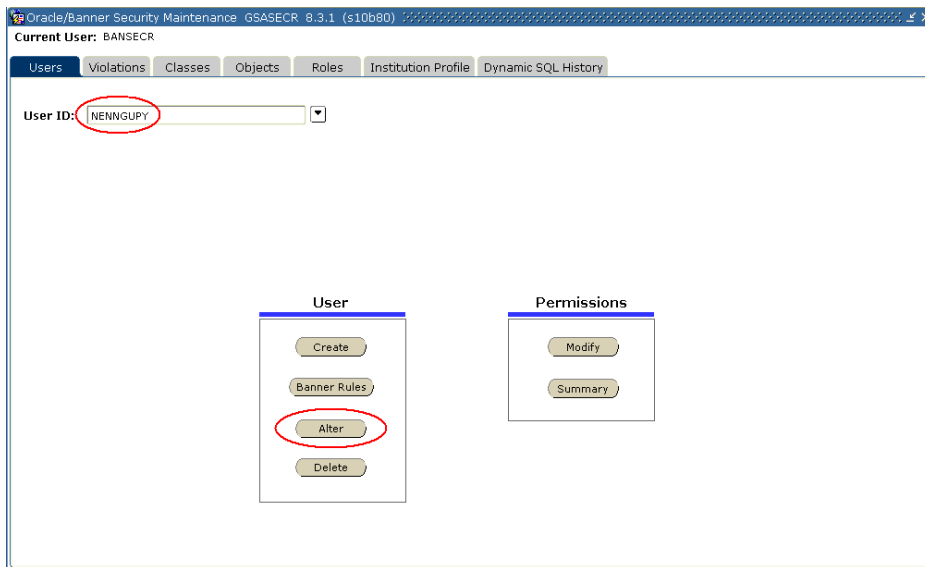 Oracle/Banner Security Maintenance GSASECR 8.3.1 (s10b80)
Current User: BANSECR
Users Violations Classes Objects Roles Institution Profile Dynamic SQL History
User ID: NENNGUPY
User Permissions
Create Modify
Banner Rules Summary
Alter
Delete